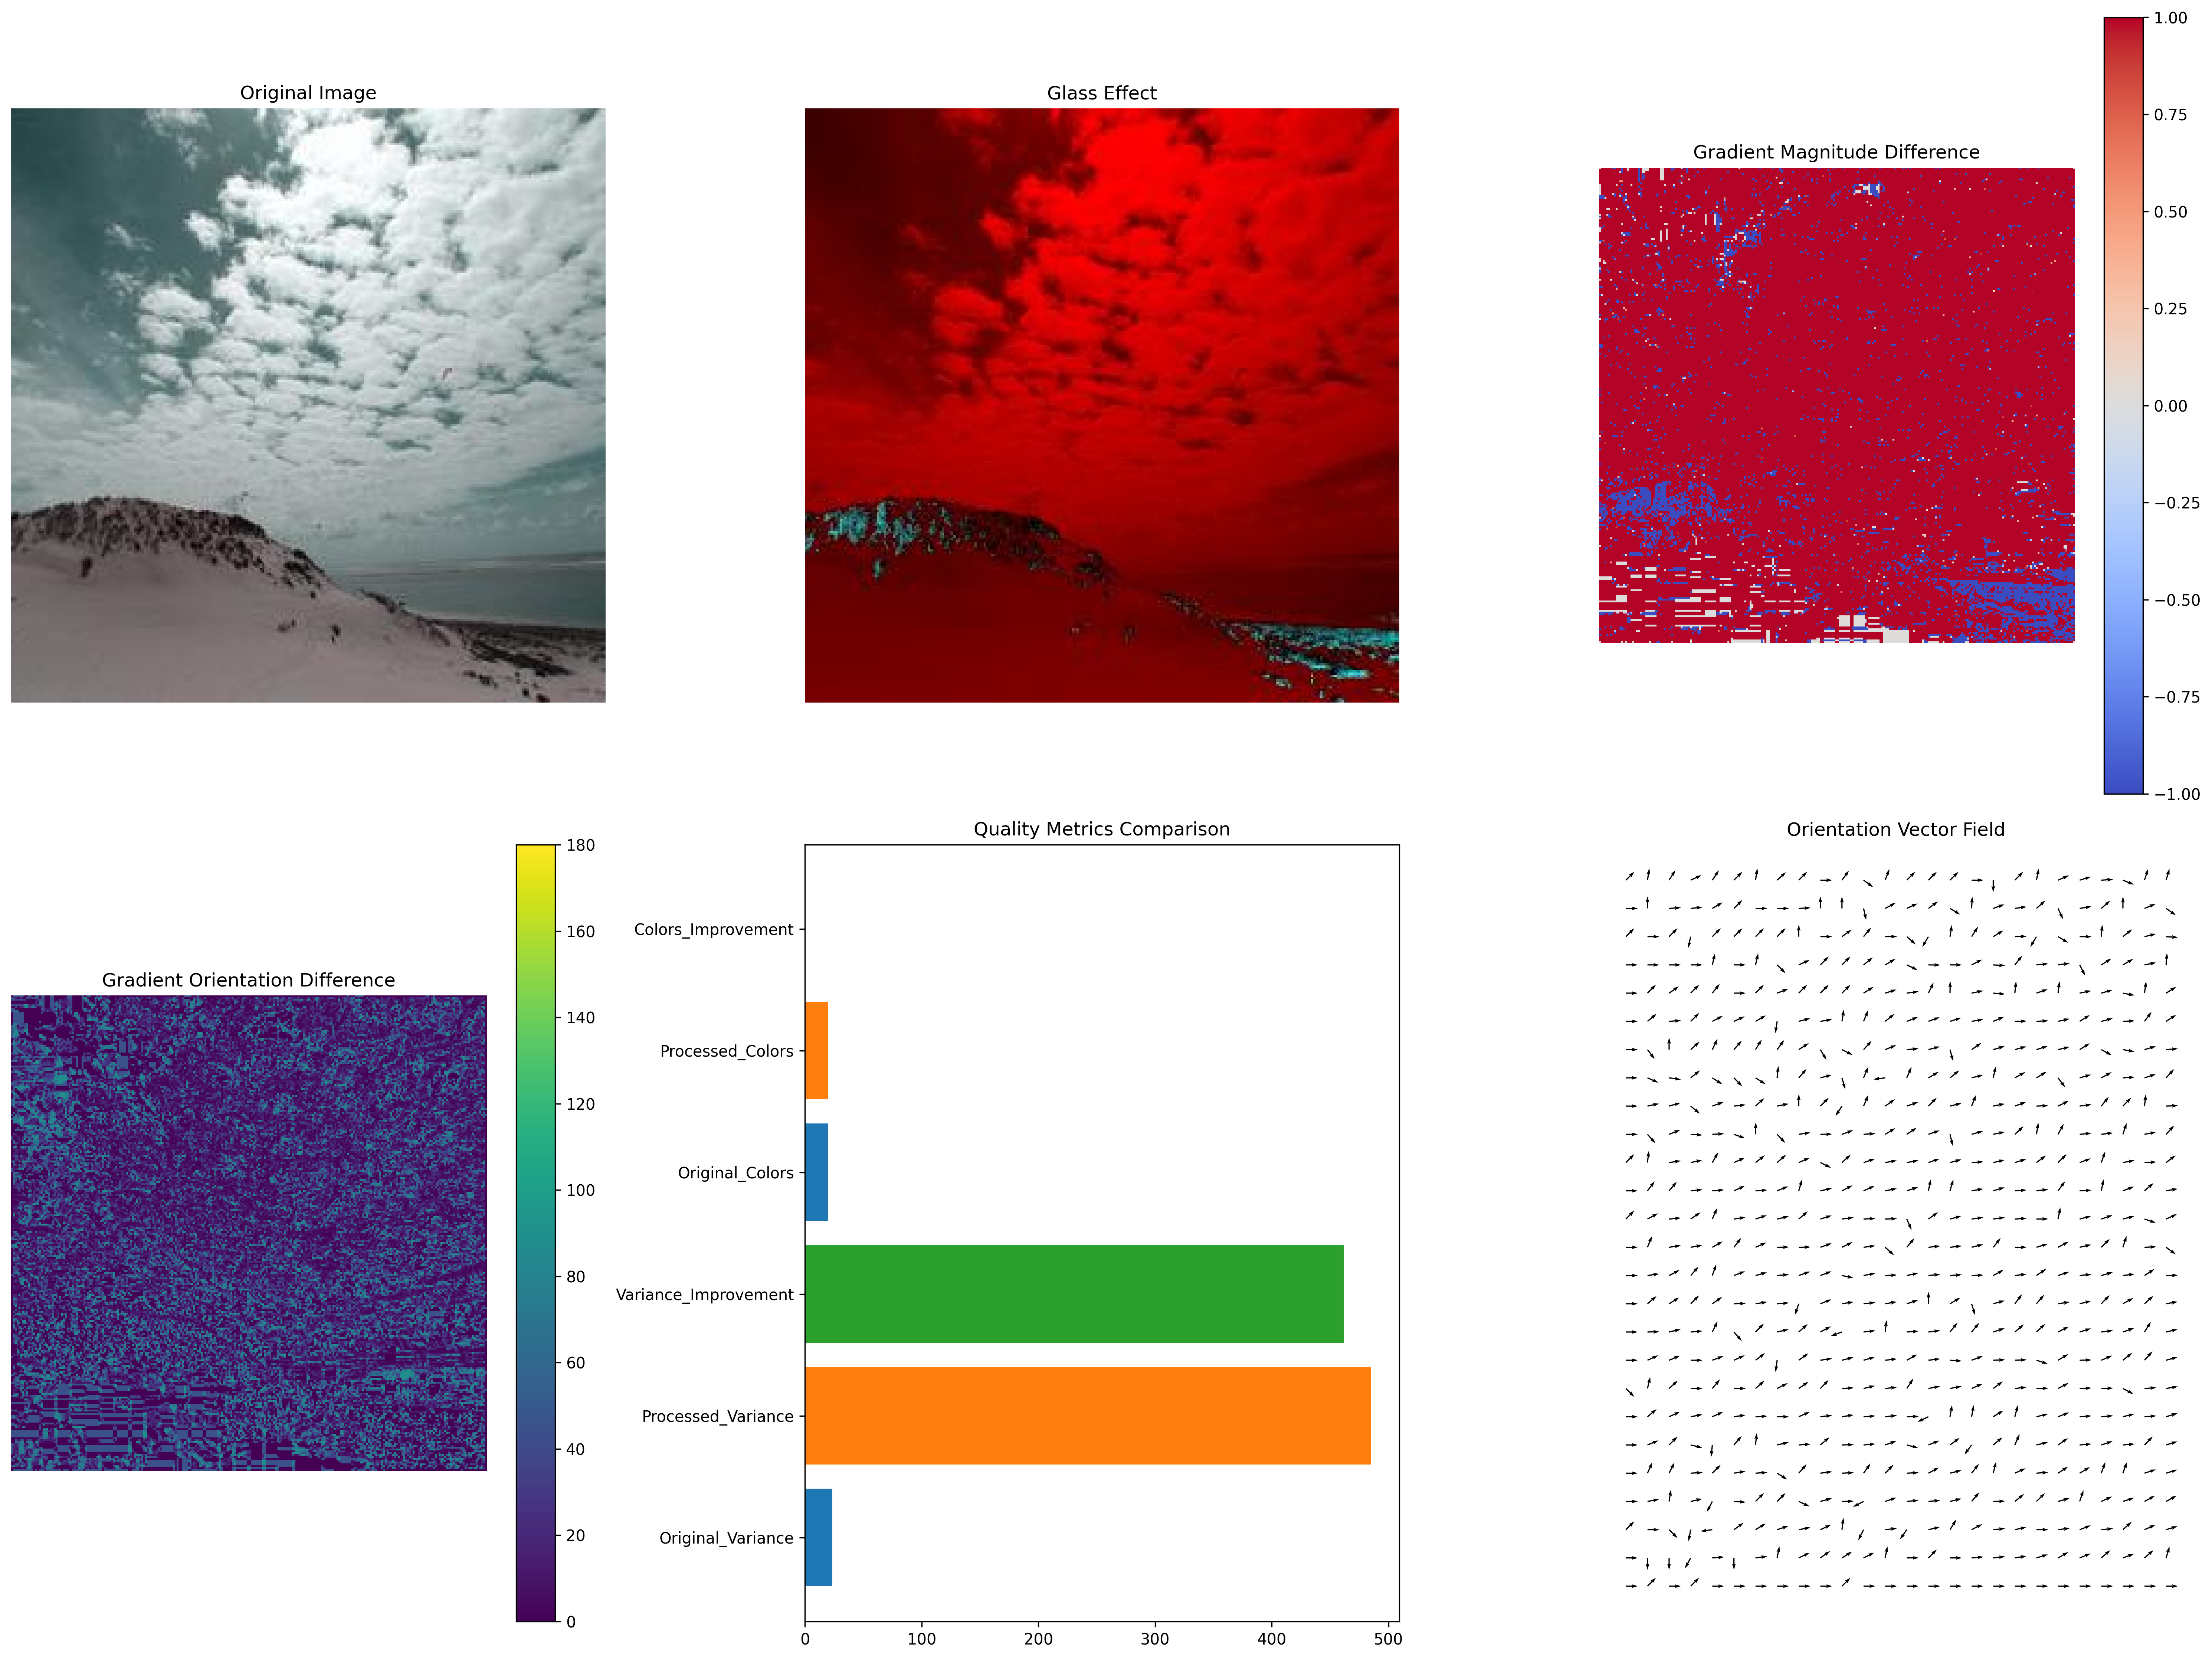 Original Image
Glass Effect
Gradient Magnitude Difference
1.00
0.75
0.50
0.25
0.00
−0.25
−0.50
−0.75
−1.00
Gradient Orientation Difference
180
160
140
120
100
80
60
40
20
0
Quality Metrics Comparison
Colors_Improvement
Processed_Colors
Original_Colors
Variance_Improvement
Processed_Variance
Original_Variance
0 100 200 300 400 500
Orientation Vector Field